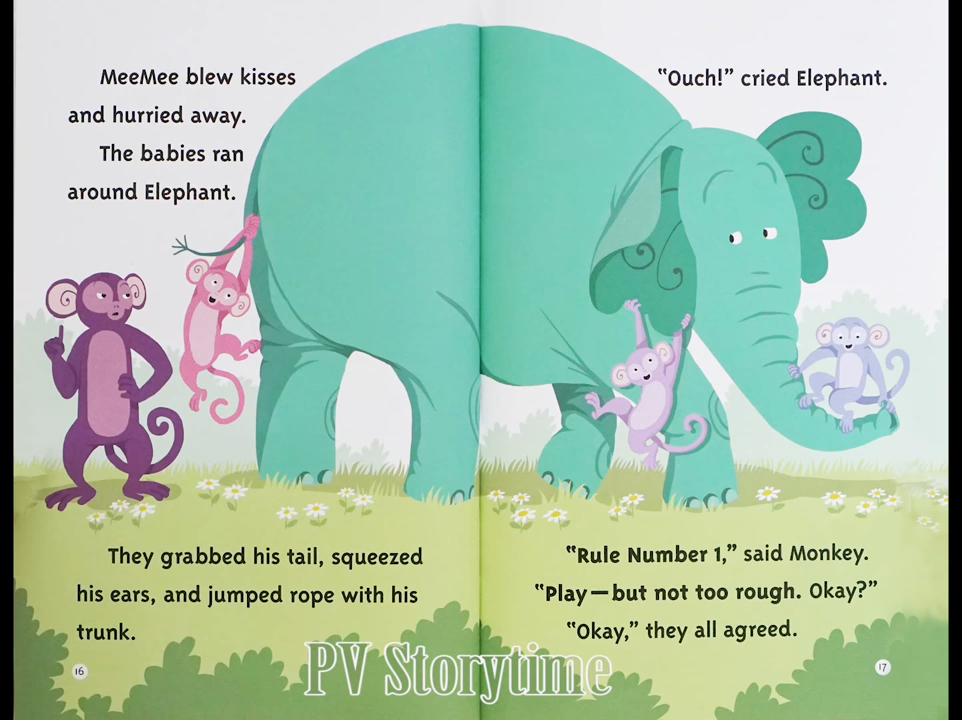 MeeMee blew kisses
and hurried away.
The babies ran
around Elephant.
They grabbed his tail, squeezed
his ears, and jumped rope with his
trunk.
16
"Ouch!" cried Elephant.
"Rule Number 1," said Monkey.
"Play—but not too rough. Okay?"
"Okay," they all agreed.
17
PV Storytime